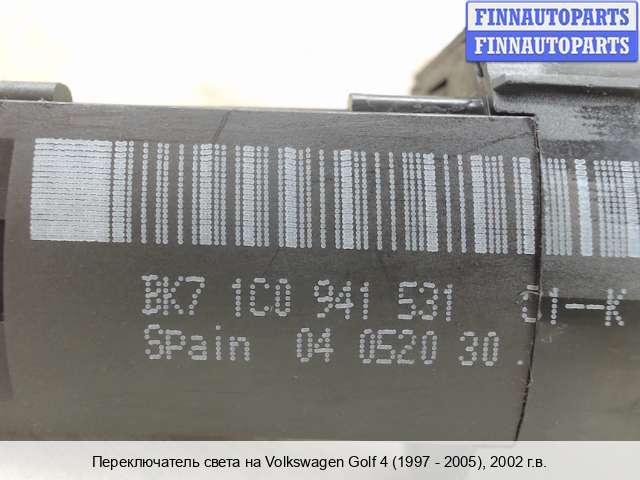 FINNAUTOPARTS
FINNAUTOPARTS
BK7 1C0 941 531 01--K
SPain 04 0520 30.
Переключатель света на Volkswagen Golf 4 (1997 - 2005), 2002 г.в.